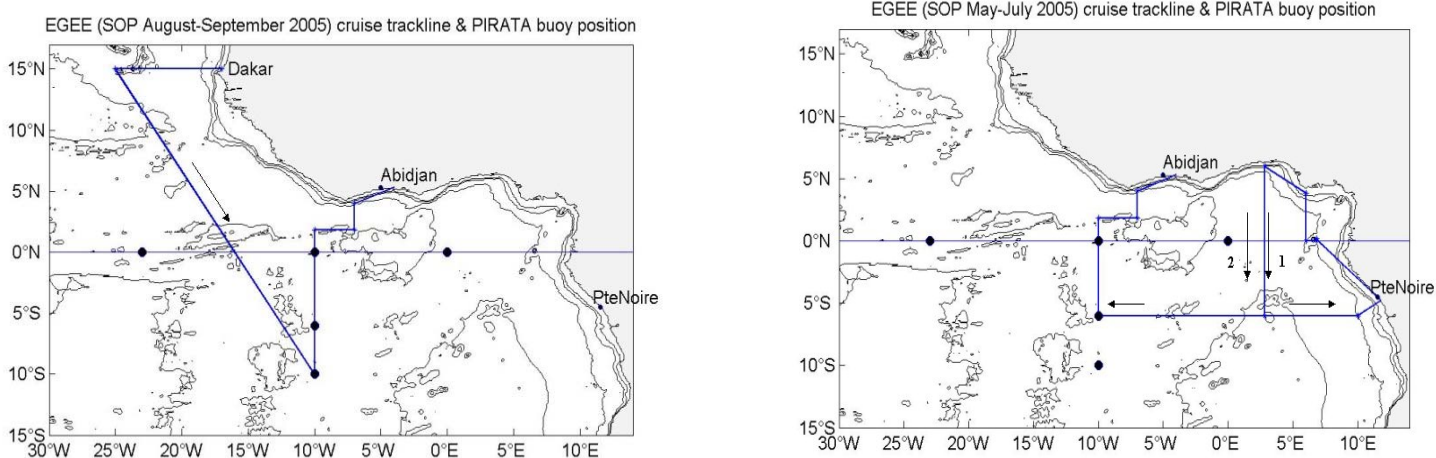 EGEE (SOP August-September 2005) cruise trackline & PIRATA buoy position
15°N
10°N
5°N
0°N
5°S
10°S
15°S
30°W 25°W 20°W 15°W 10°W 5°W 0°E 5°E 10°E
Dakar
Abidjan
PteNoire
EGEE (SOP May-July 2005) cruise trackline & PIRATA buoy position
15°N
10°N
5°N
0°N
5°S
10°S
15°S
30°W 25°W 20°W 15°W 10°W 5°W 0°E 5°E 10°E
Abidjan
2 1
PteNoire